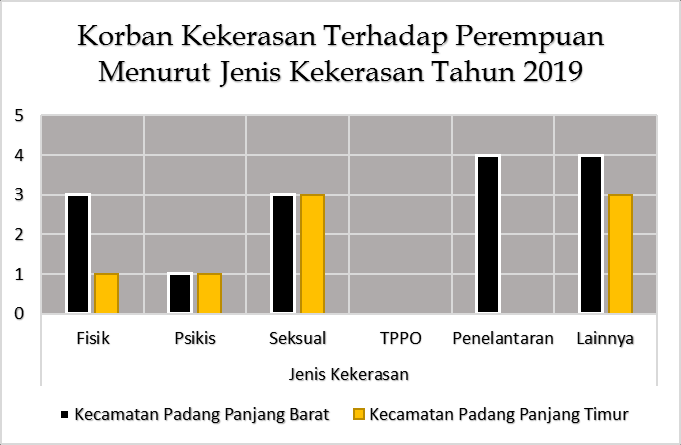 Korban Kekerasan Terhadap Perempuan
Menurut Jenis Kekerasan Tahun 2019
5
4
3
2
1
0
Fisik Psikis Seksual TPPO Penelantaran Lainnya
Jenis Kekerasan
Kecamatan Padang Panjang Barat Kecamatan Padang Panjang Timur